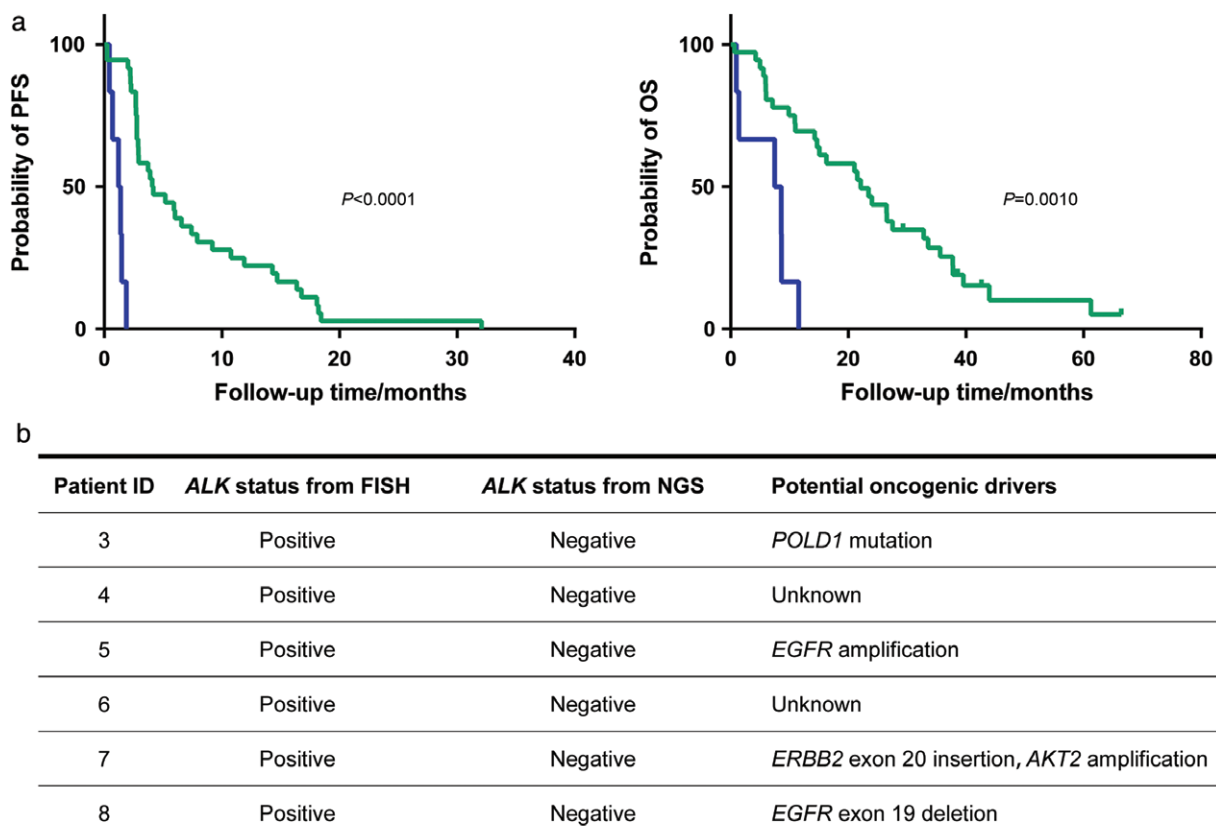 a
100
50
0
Probability of PFS
P<0.0001
0 10 20 30 40
Follow-up time/months
100
50
0
Probability of OS
P=0.0010
0 20 40 60 80
Follow-up time/months
b
Patient ID ALK status from FISH ALK status from NGS Potential oncogenic drivers
3 Positive Negative POLD1 mutation
4 Positive Negative Unknown
5 Positive Negative EGFR amplification
6 Positive Negative Unknown
7 Positive Negative ERBB2 exon 20 insertion, AKT2 amplification
8 Positive Negative EGFR exon 19 deletion